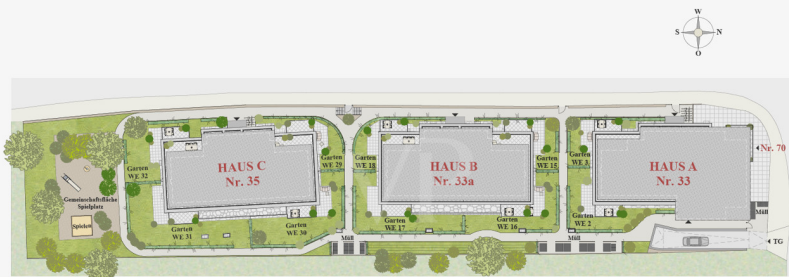 W
S N
O
Garten
WE 32
HAUS C
Nr. 35
Garten
WE 29
Garten
WE 18
HAUS B
Nr. 33a
Garten
WE 15
Garten
WE 3
HAUS A
Nr. 33
Nr. 70
Gemeinschaftsfläche
Spielplatz
Garten
WE 31
Garten
WE 30
Müll
Garten
WE 17
Garten
WE 16
Müll
Garten
WE 2
Müll
TG